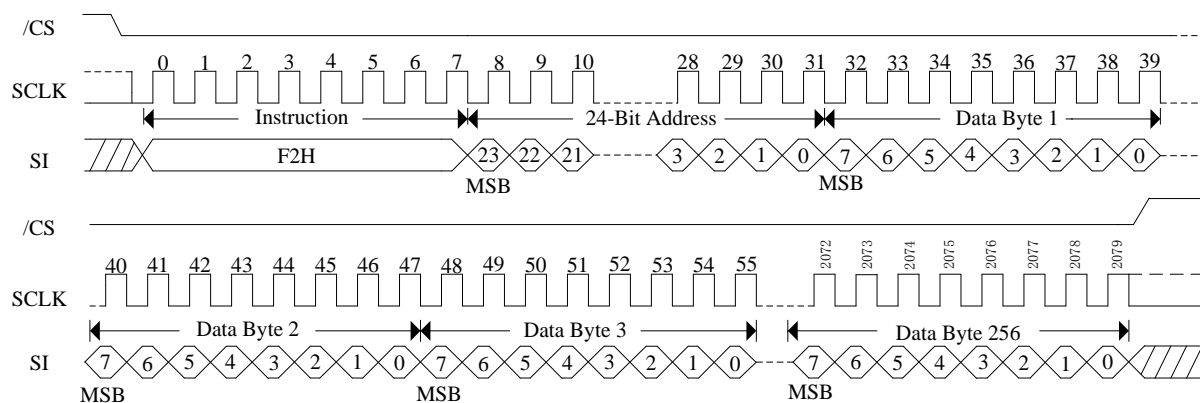 /CS
0 1 2 3 4 5 6 7 8 9 10 28 29 30 31 32 33 34 35 36 37 38 39
SCLK
Instruction 24-Bit Address Data Byte 1
SI F2H 23 22 21 3 2 1 0 7 6 5 4 3 2 1 0
MSB MSB
/CS
40 41 42 43 44 45 46 47 48 49 50 51 52 53 54 55 2072 2073 2074 2075 2076 2077 2078 2079
SCLK
Data Byte 2 Data Byte 3 Data Byte 256
SI 7 6 5 4 3 2 1 0 7 6 5 4 3 2 1 0 7 6 5 4 3 2 1 0
MSB MSB MSB